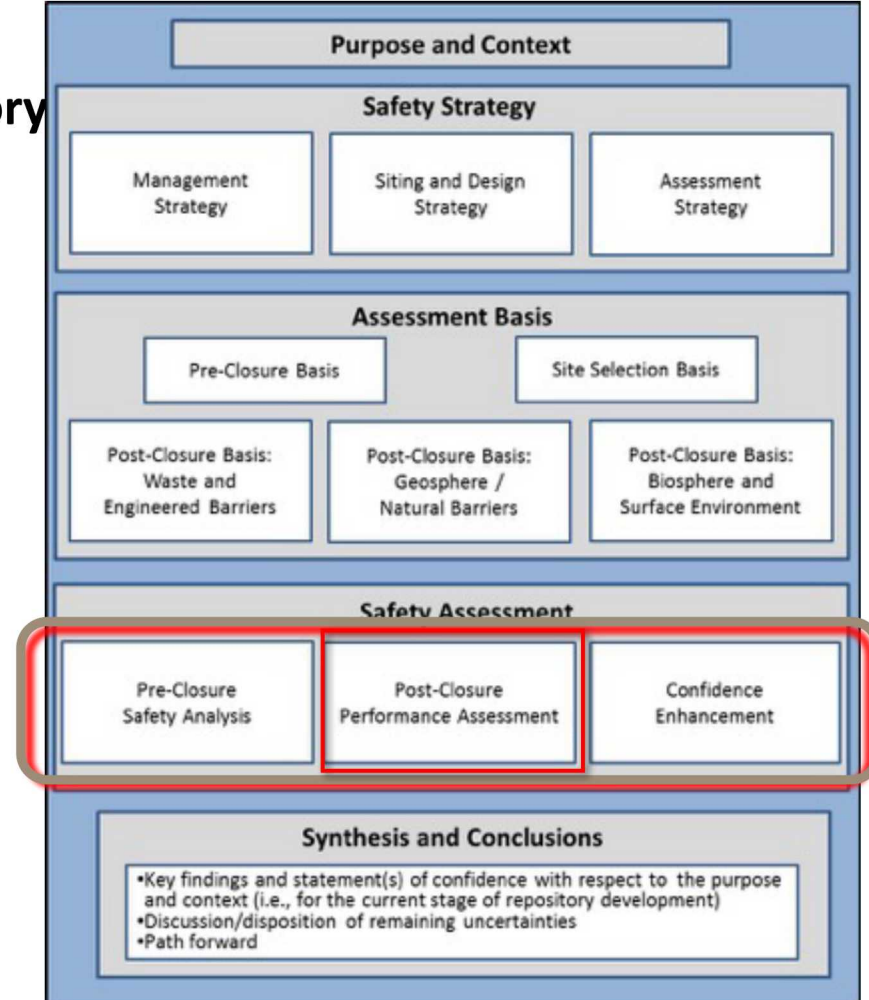 Purpose and Context
ory
Safety Strategy
Management
Strategy
Siting and Design
Strategy
Assessment
Strategy
Assessment Basis
Pre-Closure Basis
Site Selection Basis
Post-Closure Basis:
Waste and
Engineered Barriers
Post-Closure Basis:
Geosphere /
Natural Barriers
Post-Closure Basis:
Biosphere and
Surface Environment
Safety Assessment
Pre-Closure
Safety Analysis
Post-Closure
Performance Assessment
Confidence
Enhancement
Synthesis and Conclusions
•Key findings and statement(s) of confidence with respect to the purpose
and context (i.e., for the current stage of repository development)
•Discussion/disposition of remaining uncertainties
•Path forward